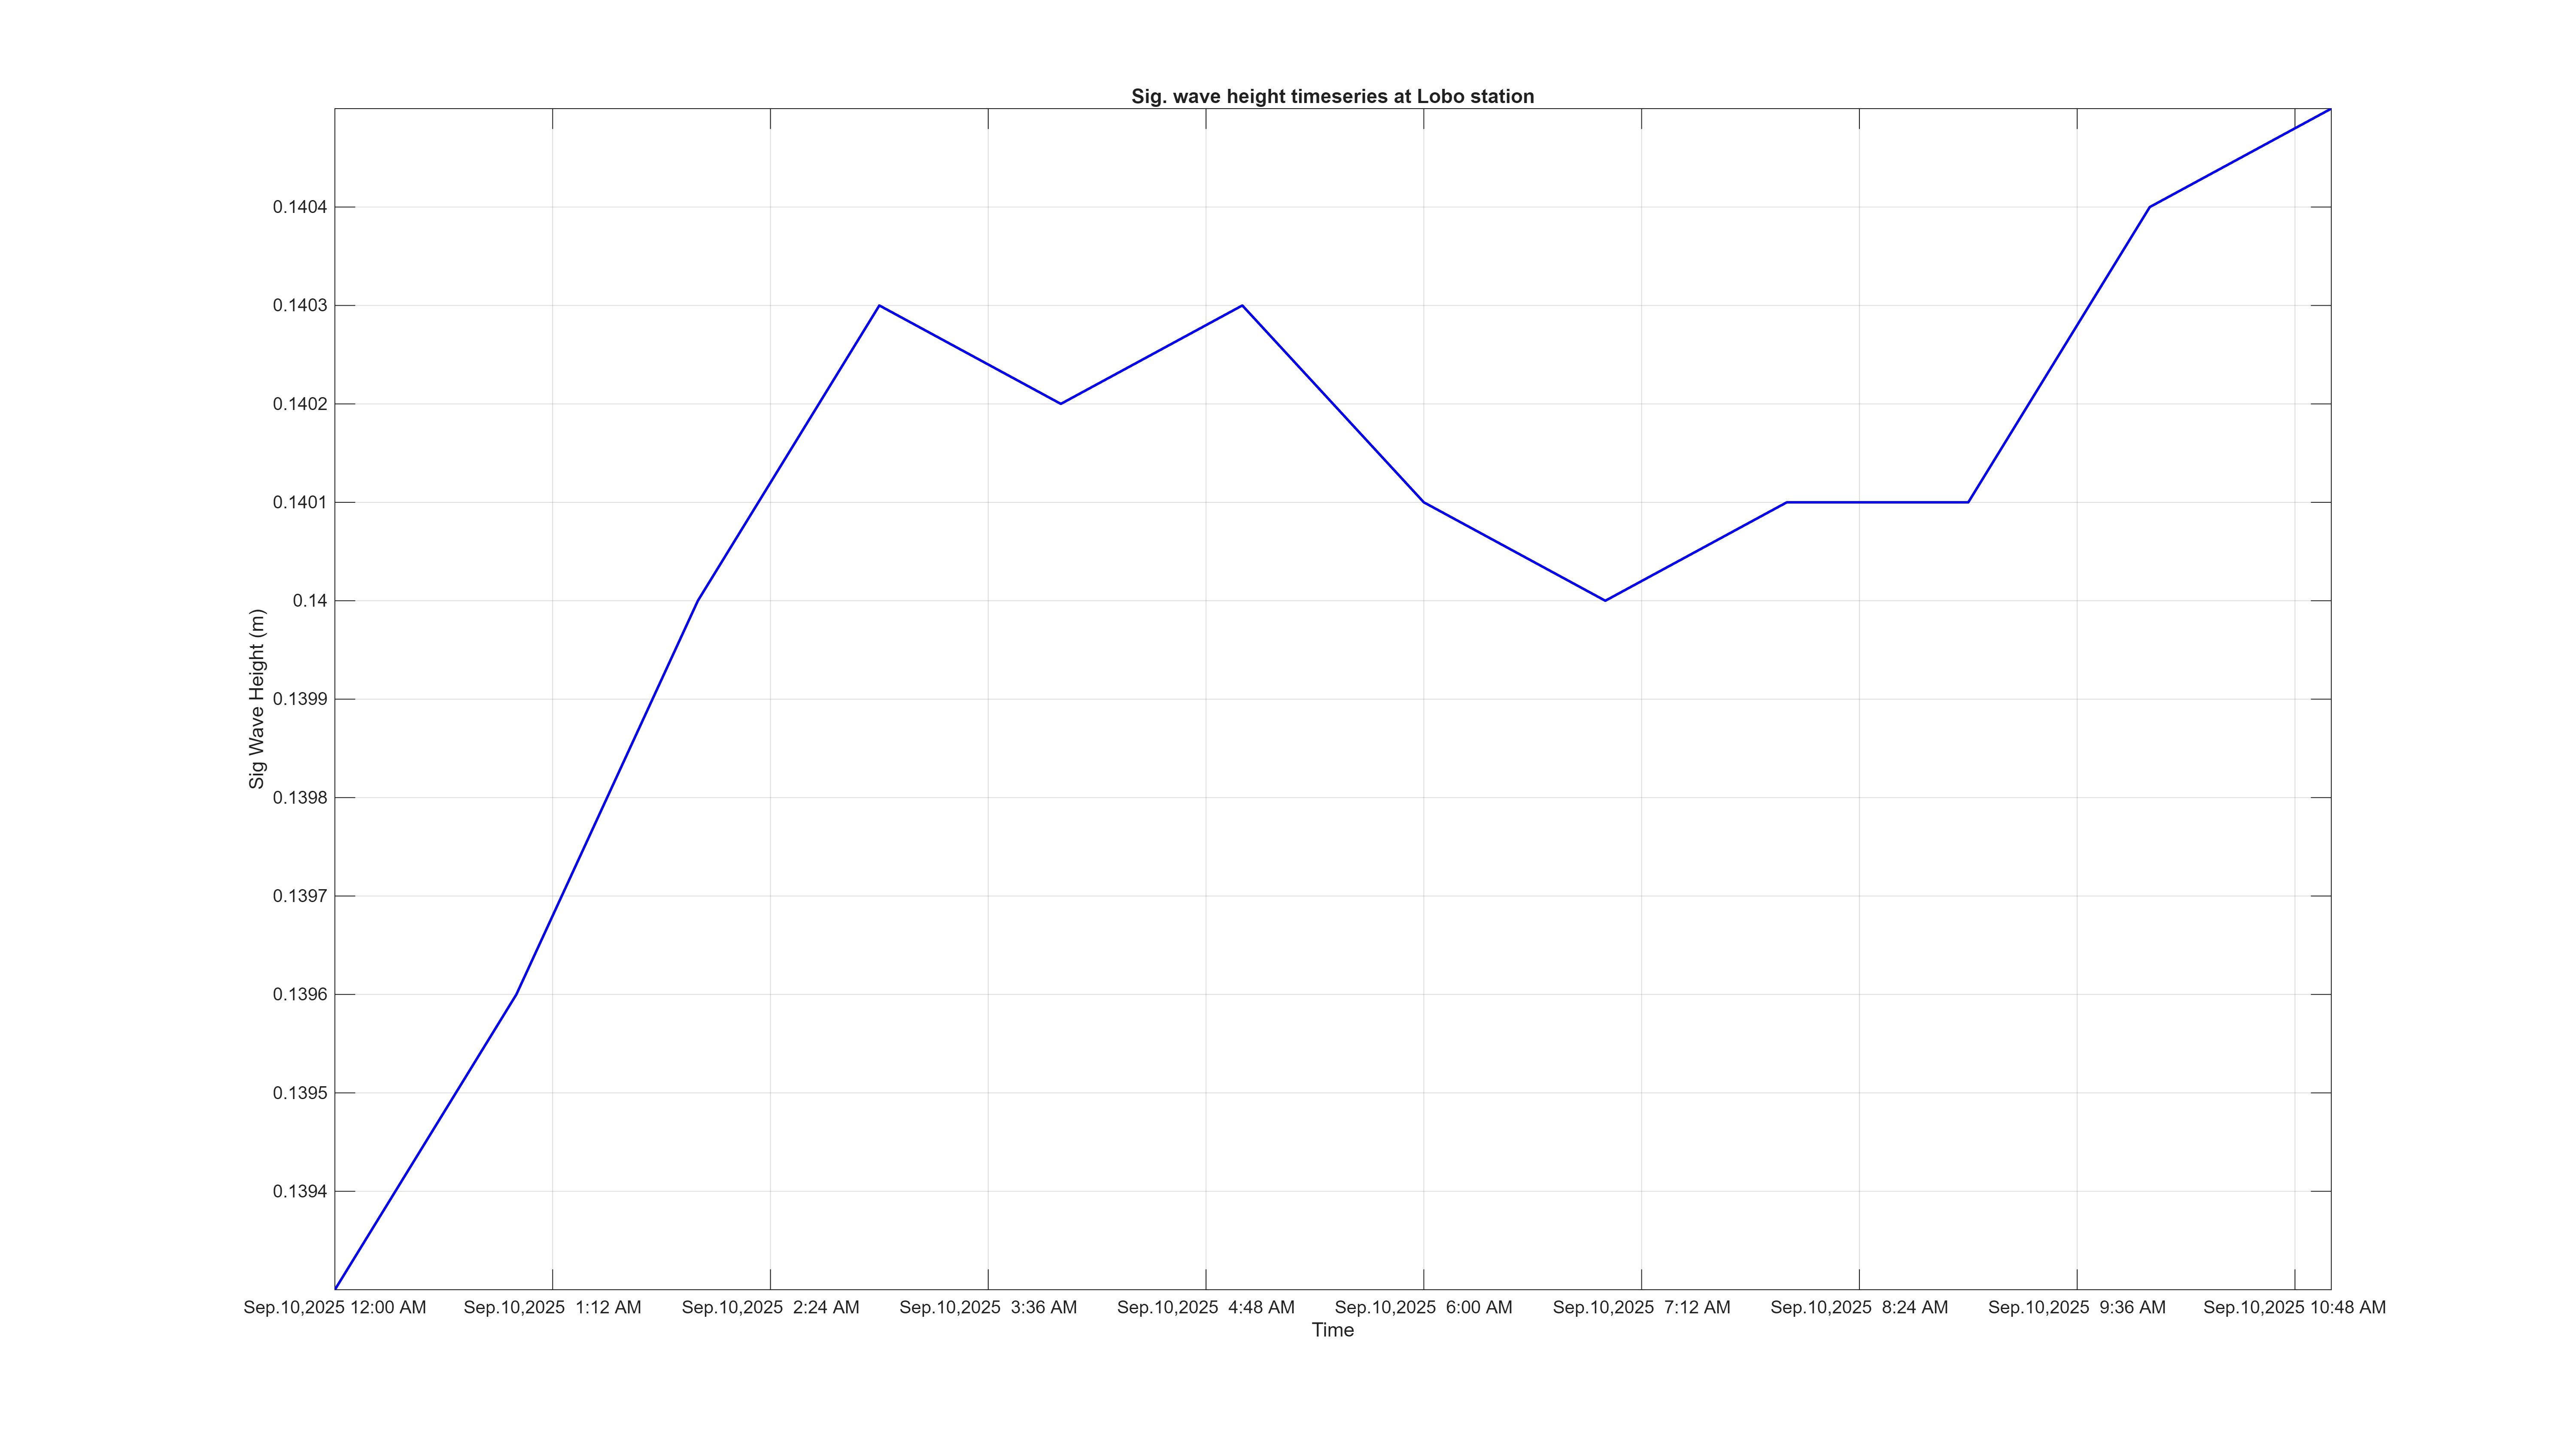 Sig. wave height timeseries at Lobo station
0.1404
0.1403
0.1402
0.1401
0.14
0.1399
0.1398
0.1397
0.1396
0.1395
0.1394
Sig Wave Height (m)
Sep.10,2025 12:00 AM
Sep.10,2025  1:12 AM
Sep.10,2025  2:24 AM
Sep.10,2025  3:36 AM
Sep.10,2025  4:48 AM
Sep.10,2025  6:00 AM
Sep.10,2025  7:12 AM
Sep.10,2025  8:24 AM
Sep.10,2025  9:36 AM
Sep.10,2025 10:48 AM
Time